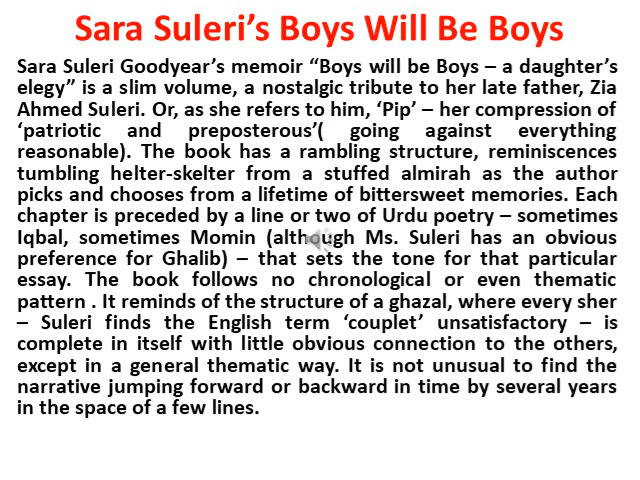 Sara Suleri's Boys Will Be Boys
Sara Suleri Goodyear's memoir “Boys will be Boys – a daughter's
elegy” is a slim volume, a nostalgic tribute to her late father, Zia
Ahmed Suleri. Or, as she refers to him, ‘Pip’ – her compression of
‘patriotic and preposterous’( going against everything
reasonable). The book has a rambling structure, reminiscences
tumbling helter-skelter from a stuffed almirah as the author
picks and chooses from a lifetime of bittersweet memories. Each
chapter is preceded by a line or two of Urdu poetry – sometimes
Iqbal, sometimes Momin (although Ms. Suleri has an obvious
preference for Ghalib) – that sets the tone for that particular
essay. The book follows no chronological or even thematic
pattern . It reminds of the structure of a ghazal, where every sher
– Suleri finds the English term ‘couplet’ unsatisfactory – is
complete in itself with little obvious connection to the others,
except in a general thematic way. It is not unusual to find the
narrative jumping forward or backward in time by several years
in the space of a few lines.